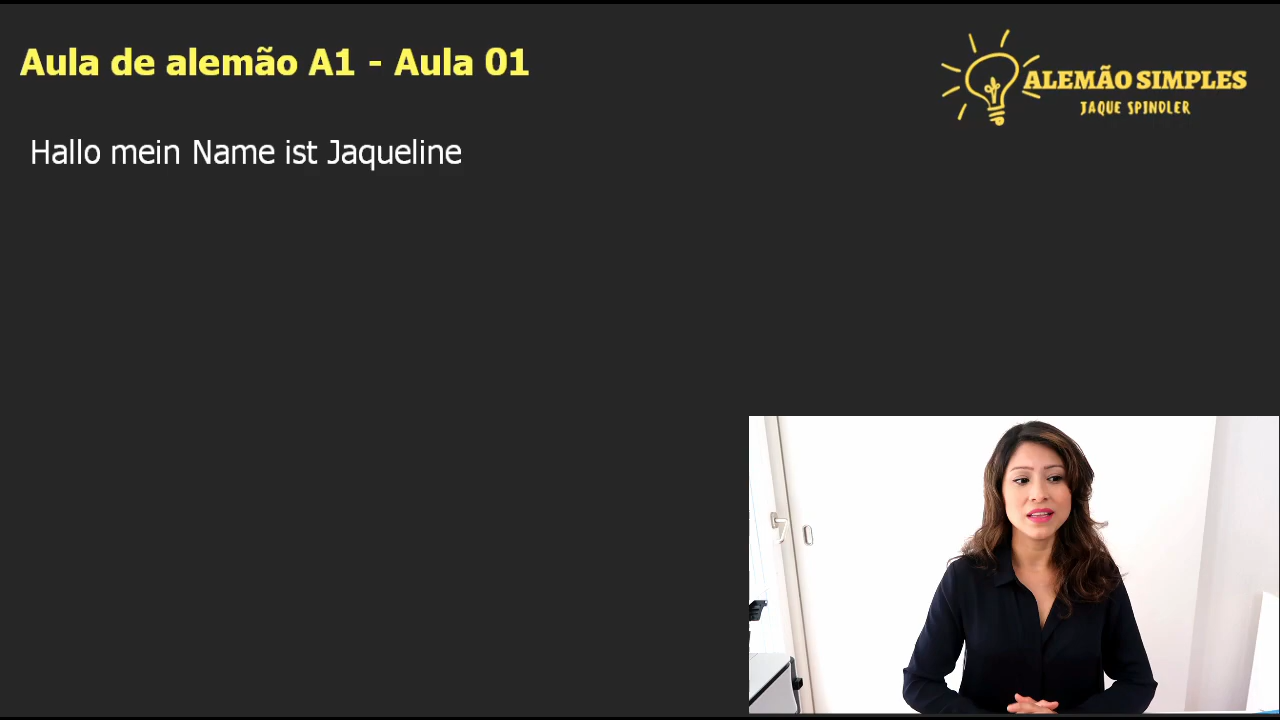 Aula de alemão A1 - Aula 01
ALEMÃO SIMPLES
JAQUE SPINDLER
Hallo mein Name ist Jaqueline